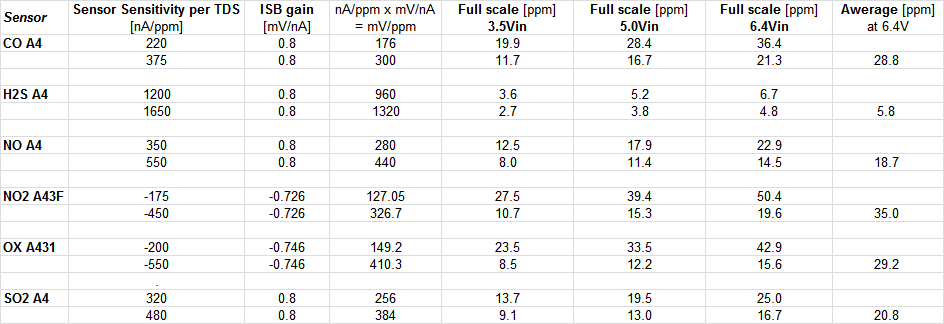 Sensor Sensor Sensitivity per TDS ISB gain nA/ppm x mV/nA Full scale [ppm] Full scale [ppm] Full scale [ppm] Awerage [ppm]
[nA/ppm] [mV/nA] = mV/ppm 3.5Vin 5.0Vin 6.4Vin at 6.4V
CO A4 220 0.8 176 19.9 28.4 36.4
375 0.8 300 11.7 16.7 21.3 28.8
H2S A4 1200 0.8 960 3.6 5.2 6.7
1650 0.8 1320 2.7 3.8 4.8 5.8
NO A4 350 0.8 280 12.5 17.9 22.9
550 0.8 440 8.0 11.4 14.5 18.7
NO2 A43F -175 -0.726 127.05 27.5 39.4 50.4
-450 -0.726 326.7 10.7 15.3 19.6 35.0
OX A431 -200 -0.746 149.2 23.5 33.5 42.9
-550 -0.746 410.3 8.5 12.2 15.6 29.2
.
SO2 A4 320 0.8 256 13.7 19.5 25.0
480 0.8 384 9.1 13.0 16.7 20.8